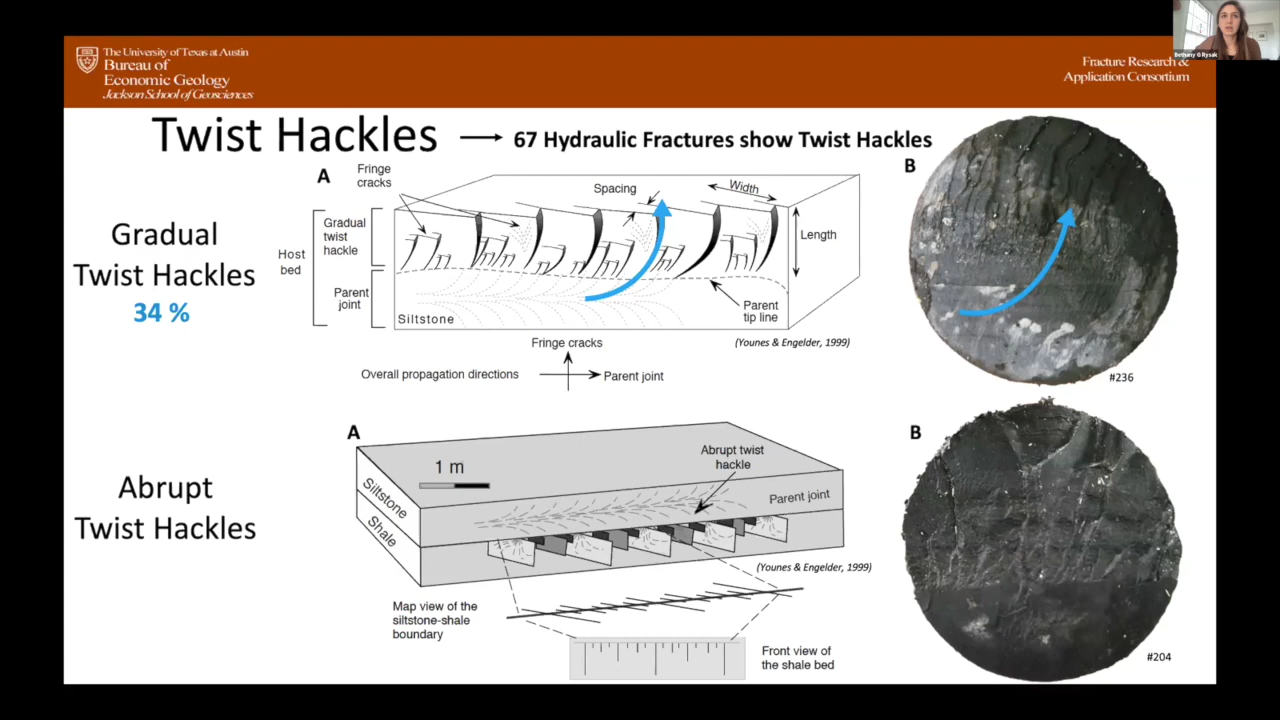 The University of Texas at Austin
Bureau of
Economic Geology
Jackson School of Geosciences
Fracture Research &
Application Consortium
Bethany G Rysak
Twist Hackles
67 Hydraulic Fractures show Twist Hackles
Gradual
Twist Hackles
34 %
A
Fringe
cracks
Spacing
Width
Gradual
twist
hackle
Host
bed
Length
Parent
joint
Parent
tip line
Siltstone
(Younes & Engelder, 1999)
Fringe cracks
Overall propagation directions
Parent joint
B
#236
Abrupt
Twist Hackles
A
1 m
Abrupt twist
hackle
Siltstone
Parent joint
Shale
(Younes & Engelder, 1999)
Map view of the
siltstone-shale
boundary
Front view of
the shale bed
B
#204